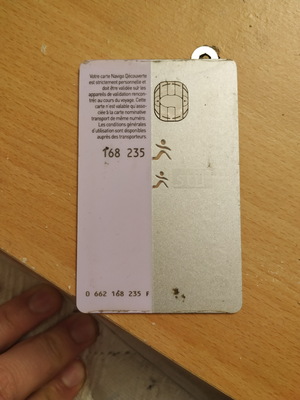 Votre carte Navigo Découverte
est strictement personnelle et
doit être validée sur les
appareils de validation rencon-
trés au cours du voyage. Cette
carte n'est valable qu'asso-
ciée à la carte nominative
transport de même numéro.
Les conditions générales
d'utilisation sont disponibles
auprès des transporteurs.
168 235
0 662 168 235 F